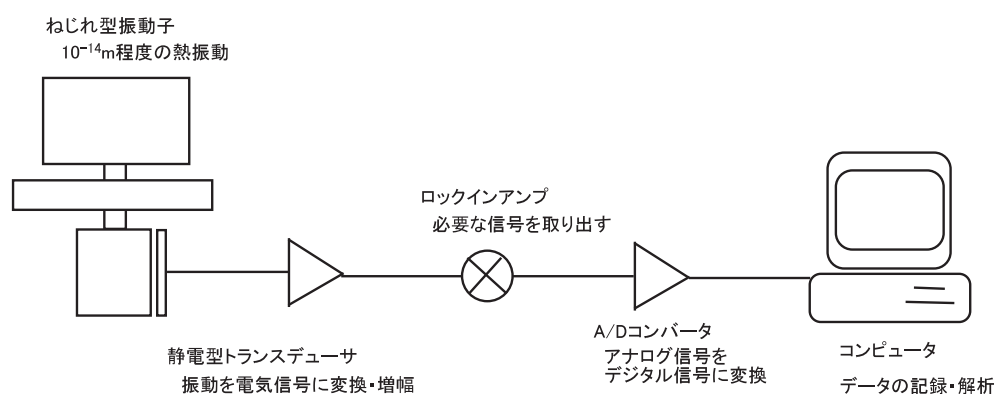 ねじれ型振動子
10⁻¹⁴m程度の熱振動
ロックインアンプ
必要な信号を取り出す
静電型トランスデューサ
振動を電気信号に変換・増幅
A/Dコンバータ
アナログ信号を
デジタル信号に変換
コンピュータ
データの記録・解析